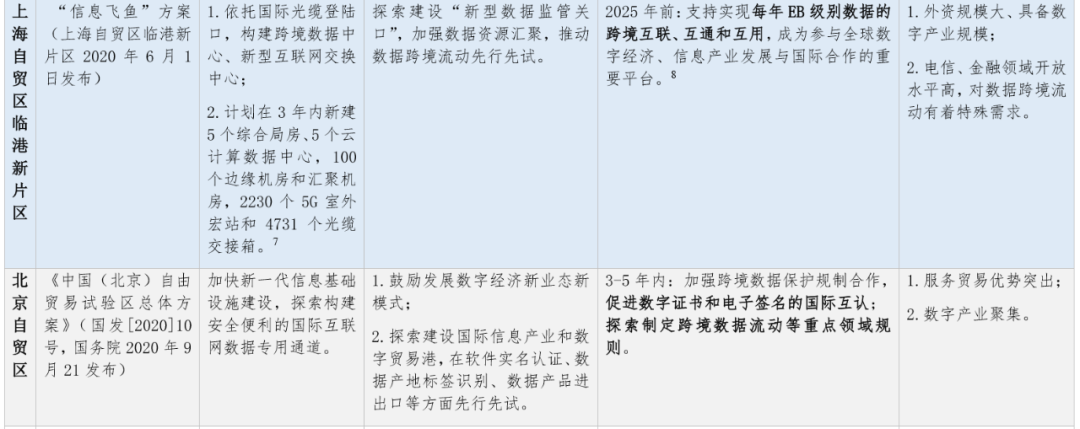 上
海
自
贸
区
临
港
新
片
区
“信息飞鱼”方案
（上海自贸区临港新
片区 2020 年 6 月 1
日发布）
1. 依托国际光缆登陆
口，构建跨境数据中
心、新型互联网交换
中心；
2. 计划在 3 年内新建
5 个综合局房、5 个云
计算数据中心，100
个边缘机房和汇聚机
房，2230 个 5G 室外
宏站和 4731 个光缆
交接箱。7
探索建设“新型数据监管关
口”，加强数据资源汇聚，推动
数据跨境流动先行先试。
2025 年前：支持实现每年 EB 级别数据的
跨境互联、互通和互用，成为参与全球数
字经济、信息产业发展与国际合作的重
要平台。8
1. 外资规模大、具备数
字产业规模；
2. 电信、金融领域开放
水平高，对数据跨境流
动有着特殊需求。
北
京
自
贸
区
《中国（北京）自由
贸易试验区总体方
案》（国发[2020]10
号，国务院 2020 年 9
月 21 发布）
加快新一代信息基础
设施建设，探索构建
安全便利的国际互联
网数据专用通道。
1. 鼓励发展数字经济新业态新
模式；
2. 探索建设国际信息产业和数
字贸易港，在软件实名认证、数
据产地标签识别、数据产品进
出口等方面先行先试。
3-5 年内：加强跨境数据保护规制合作，
促进数字证书和电子签名的国际互认；
探索制定跨境数据流动等重点领域规
则。
1. 服务贸易优势突出；
2. 数字产业聚集。